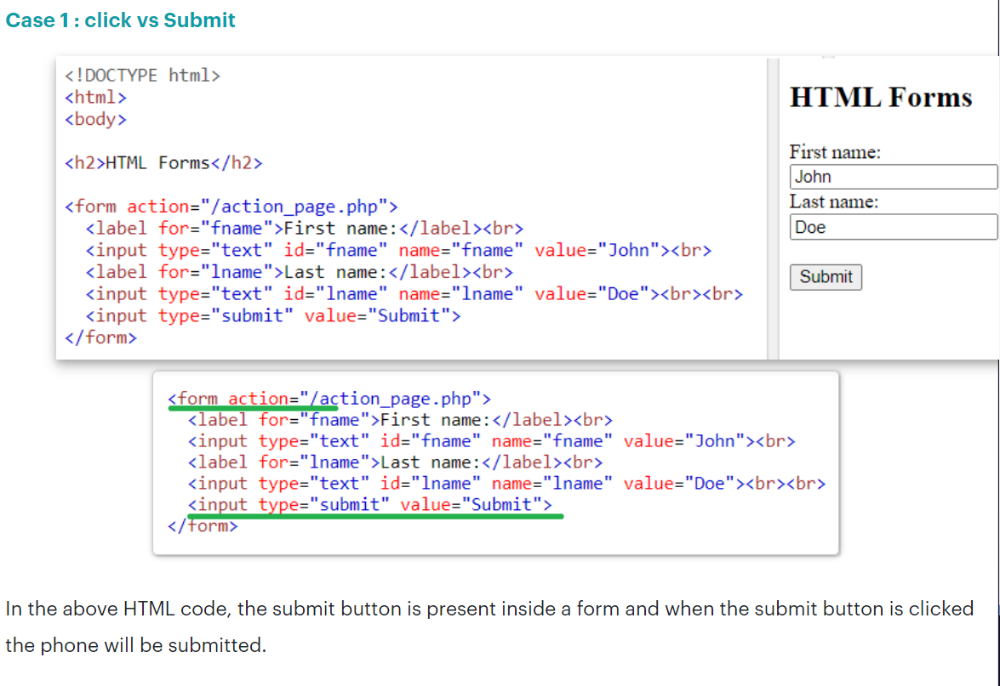 Case 1 : click vs Submit
<!DOCTYPE html>
<html>
<body>
<h2>HTML Forms</h2>
<form action="/action_page.php">
<label for="fname">First name:</label><br>
<input type="text" id="fname" name="fname" value="John"><br>
<label for="lname">Last name:</label><br>
<input type="text" id="lname" name="lname" value="Doe"><br><br>
<input type="submit" value="Submit">
</form>
HTML Forms
First name:
John
Last name:
Doe
Submit
<form action="/action_page.php">
<label for="fname">First name:</label><br>
<input type="text" id="fname" name="fname" value="John"><br>
<label for="lname">Last name:</label><br>
<input type="text" id="lname" name="lname" value="Doe"><br><br>
<input type="submit" value="Submit">
</form>
In the above HTML code, the submit button is present inside a form and when the submit button is clicked
the phone will be submitted.